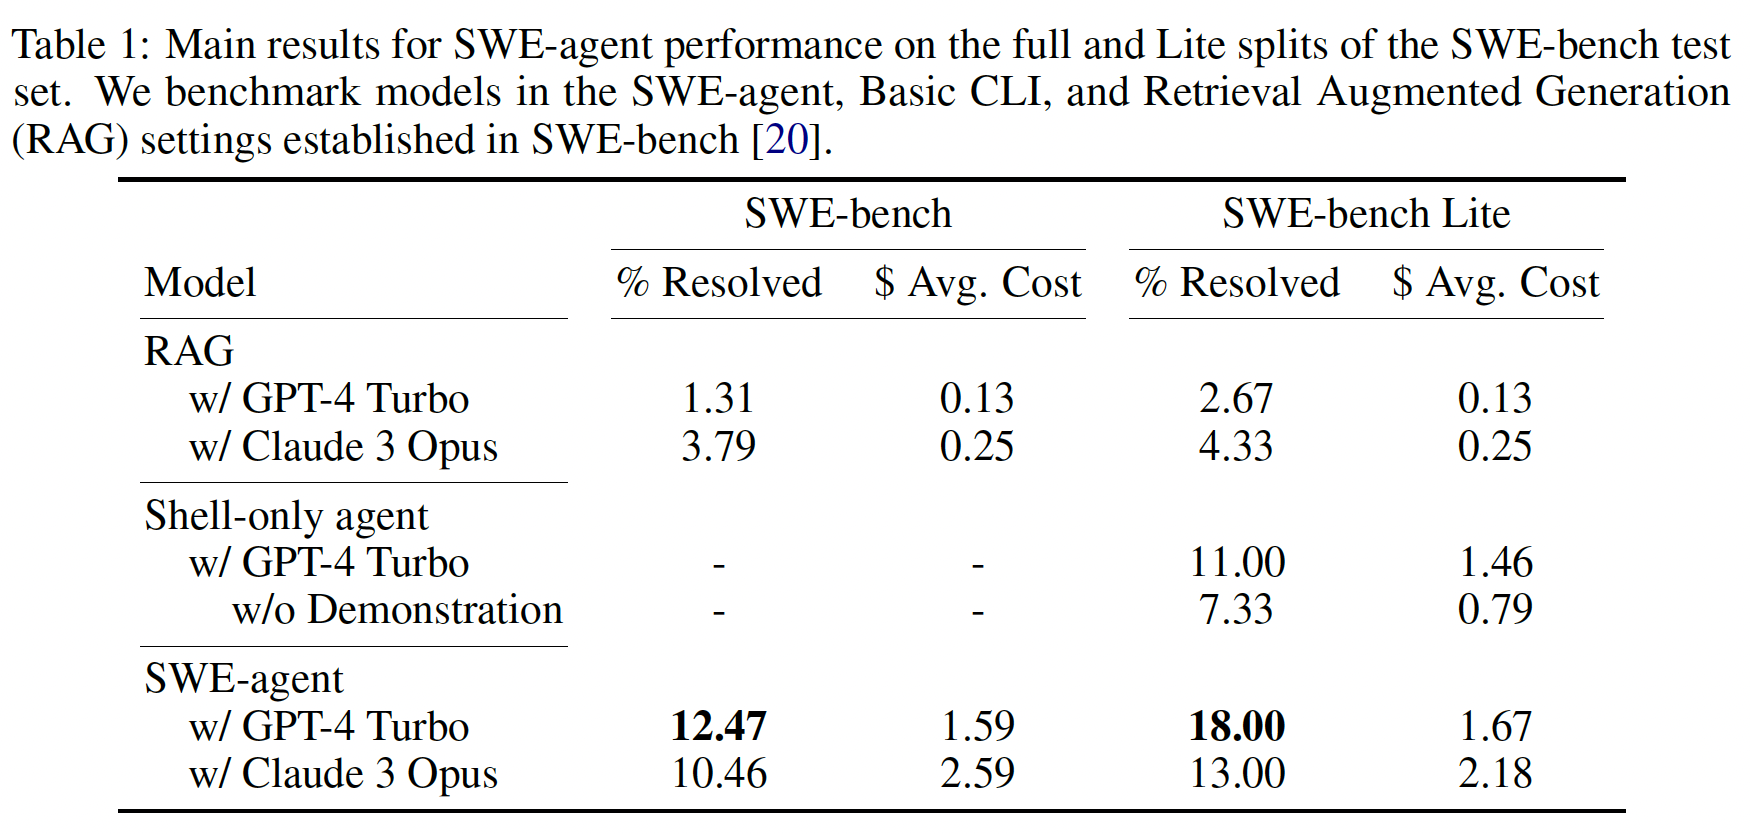 Table 1: Main results for SWE-agent performance on the full and Lite splits of the SWE-bench test
set. We benchmark models in the SWE-agent, Basic CLI, and Retrieval Augmented Generation
(RAG) settings established in SWE-bench [20].
SWE-bench SWE-bench Lite
Model % Resolved $ Avg. Cost % Resolved $ Avg. Cost
RAG
w/ GPT-4 Turbo 1.31 0.13 2.67 0.13
w/ Claude 3 Opus 3.79 0.25 4.33 0.25
Shell-only agent
w/ GPT-4 Turbo - - 11.00 1.46
w/o Demonstration - - 7.33 0.79
SWE-agent
w/ GPT-4 Turbo 12.47 1.59 18.00 1.67
w/ Claude 3 Opus 10.46 2.59 13.00 2.18